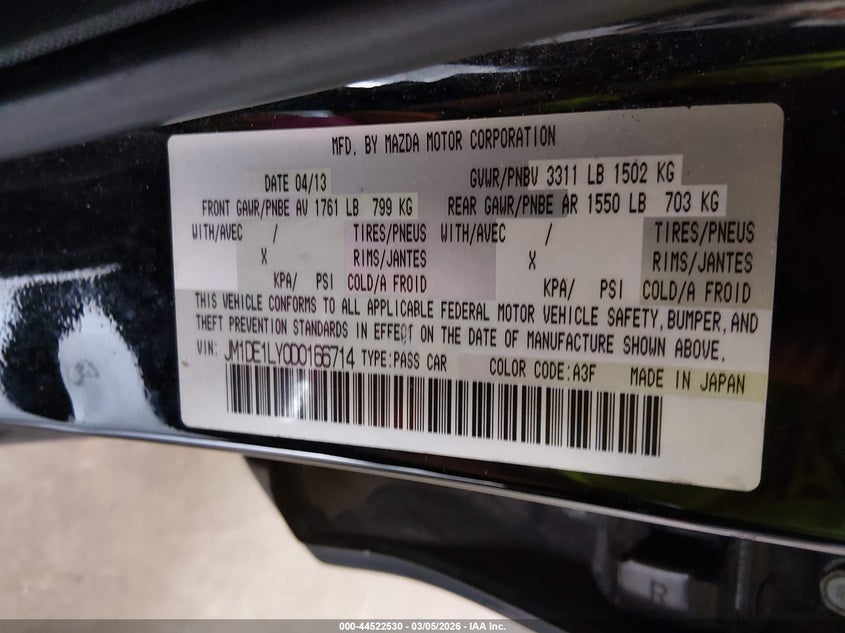 MFD. BY MAZDA MOTOR CORPORATION
DATE 04/13 GVWR/PNBV 3311 LB 1502 KG
FRONT GAWR/PNBE AV 1761 LB 799 KG REAR GAWR/PNBE AR 1550 LB 703 KG
WITH/AVEC / TIRES/PNEUS WITH/AVEC / TIRES/PNEUS
X RIMS/JANTES X RIMS/JANTES
KPA/ PSI COLD/A FROID KPA/ PSI COLD/A FROID
THIS VEHICLE CONFORMS TO ALL APPLICABLE FEDERAL MOTOR VEHICLE SAFETY, BUMPER, AND
THEFT PREVENTION STANDARDS IN EFFECT ON THE DATE OF MANUFACTURE SHOWN ABOVE.
VIN: JM1DE1LY0D0166714 TYPE:PASS CAR COLOR CODE:A3F MADE IN JAPAN
R
000-44522530 - 03/05/2026 - IAA Inc.